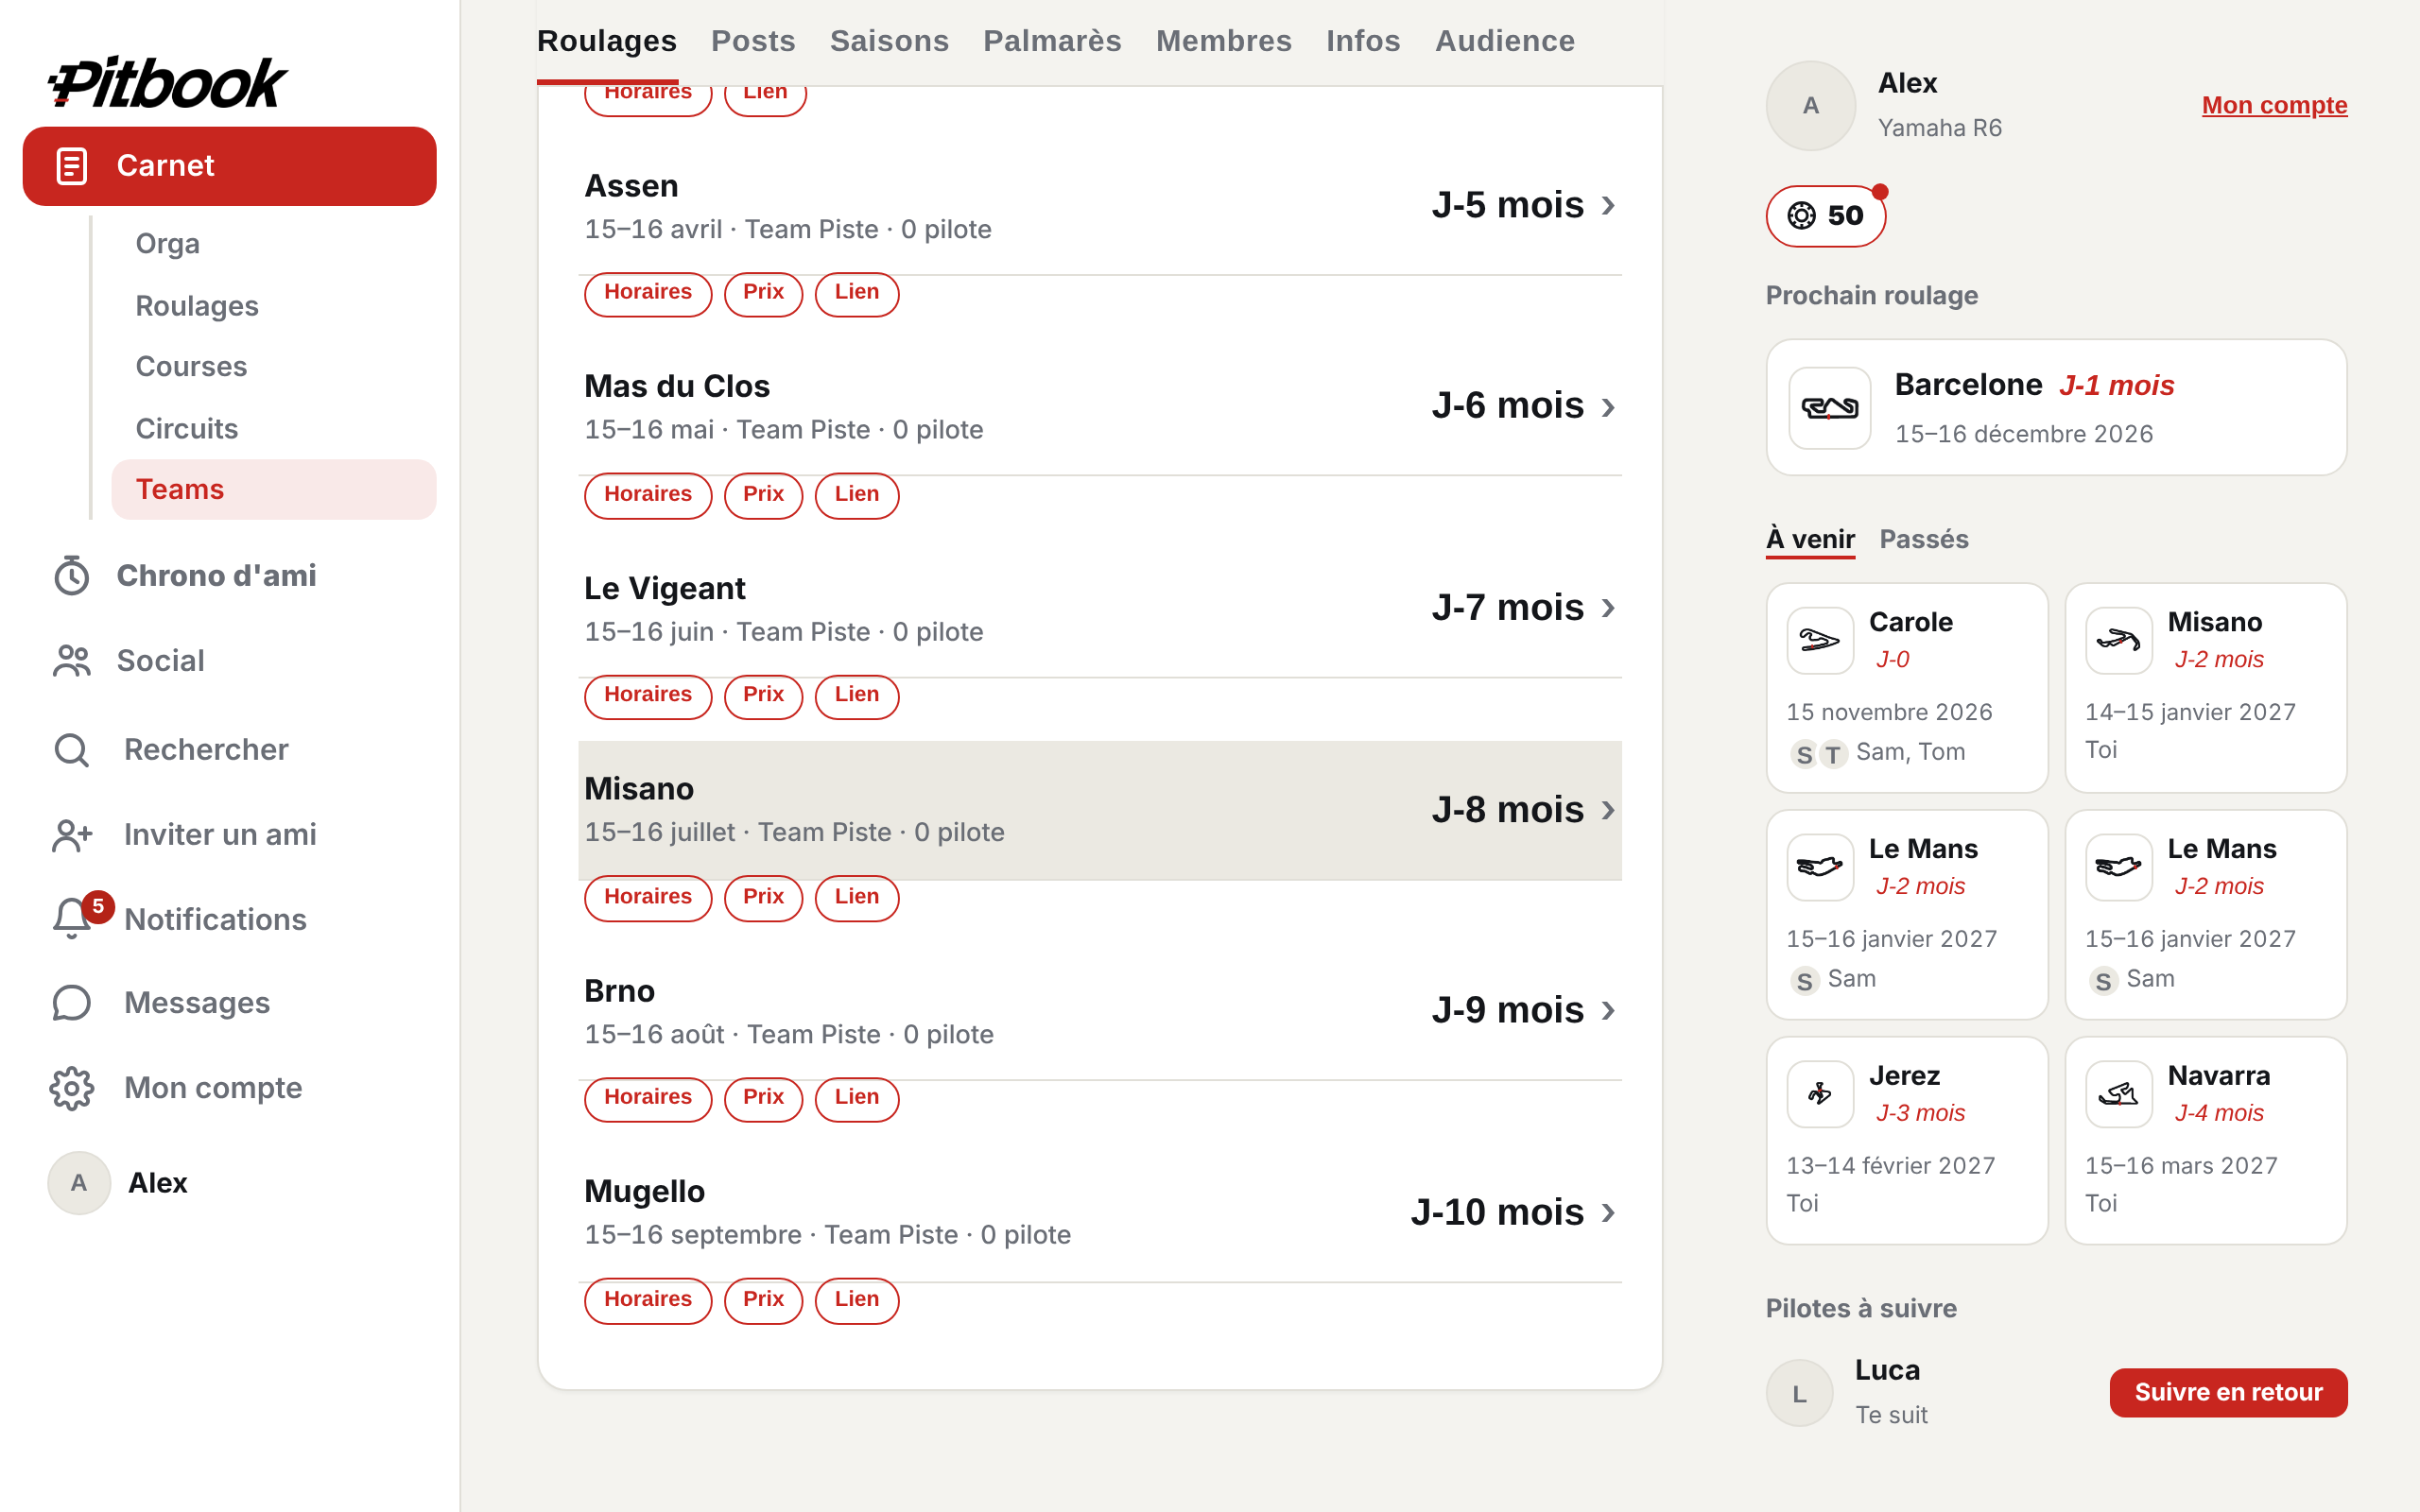 Pitbook
Carnet
Orga
Roulages
Courses
Circuits
Teams
Chrono d'ami
Social
Rechercher
Inviter un ami
5
Notifications
Messages
Mon compte
A
Alex
Roulages Posts Saisons Palmarès Membres Infos Audience
Horaires Lien
Assen
15–16 avril · Team Piste · 0 pilote
J-5 mois ›
Horaires Prix Lien
Mas du Clos
15–16 mai · Team Piste · 0 pilote
J-6 mois ›
Horaires Prix Lien
Le Vigeant
15–16 juin · Team Piste · 0 pilote
J-7 mois ›
Horaires Prix Lien
Misano
15–16 juillet · Team Piste · 0 pilote
J-8 mois ›
Horaires Prix Lien
Brno
15–16 août · Team Piste · 0 pilote
J-9 mois ›
Horaires Prix Lien
Mugello
15–16 septembre · Team Piste · 0 pilote
J-10 mois ›
Horaires Prix Lien
A
Alex
Yamaha R6
Mon compte
50
Prochain roulage
Barcelone J-1 mois
15–16 décembre 2026
À venir Passés
Carole
J-0
15 novembre 2026
S T Sam, Tom
Misano
J-2 mois
14–15 janvier 2027
Toi
Le Mans
J-2 mois
15–16 janvier 2027
S Sam
Le Mans
J-2 mois
15–16 janvier 2027
S Sam
Jerez
J-3 mois
13–14 février 2027
Toi
Navarra
J-4 mois
15–16 mars 2027
Toi
Pilotes à suivre
L
Luca
Te suit
Suivre en retour